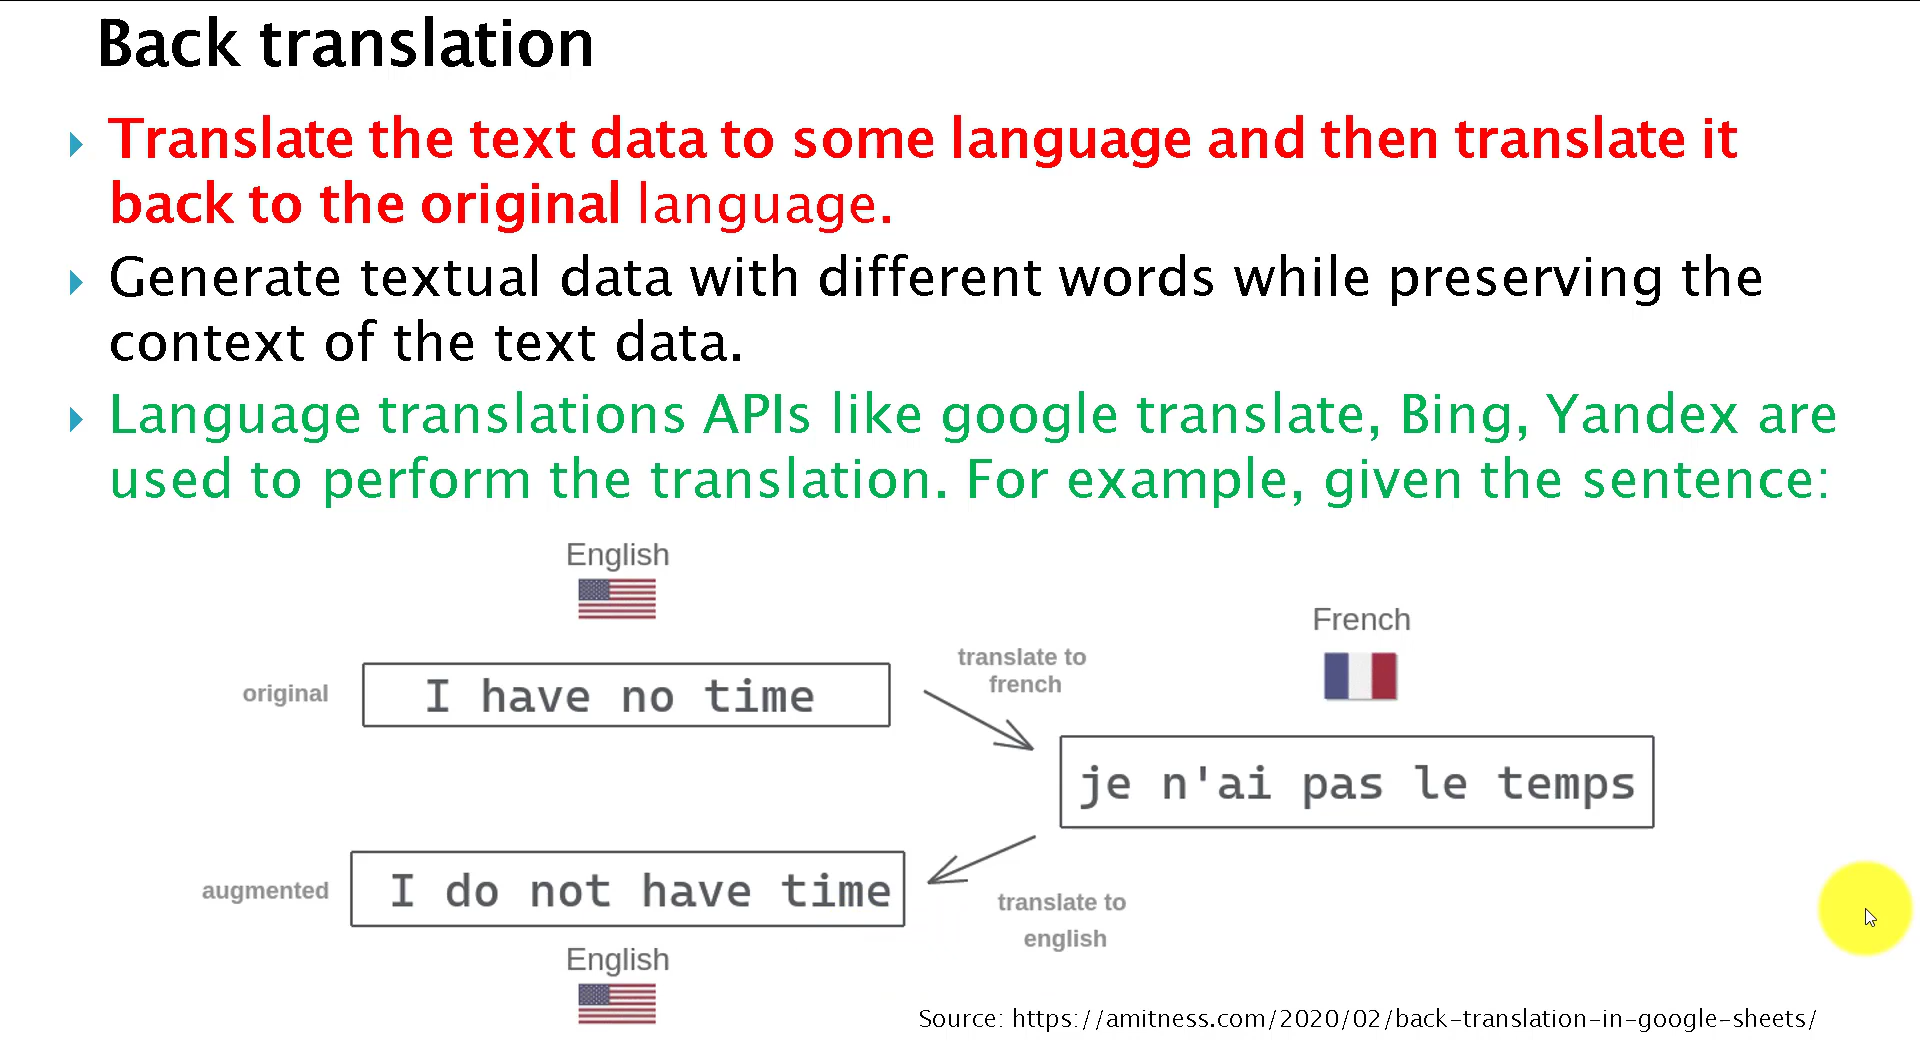 Back translation
Translate the text data to some language and then translate it
back to the original language.
Generate textual data with different words while preserving the
context of the text data.
Language translations APIs like google translate, Bing, Yandex are
used to perform the translation. For example, given the sentence:
English
French
translate to
french
original
I have no time
je n'ai pas le temps
augmented
I do not have time
translate to
english
English
Source: https://amitness.com/2020/02/back-translation-in-google-sheets/